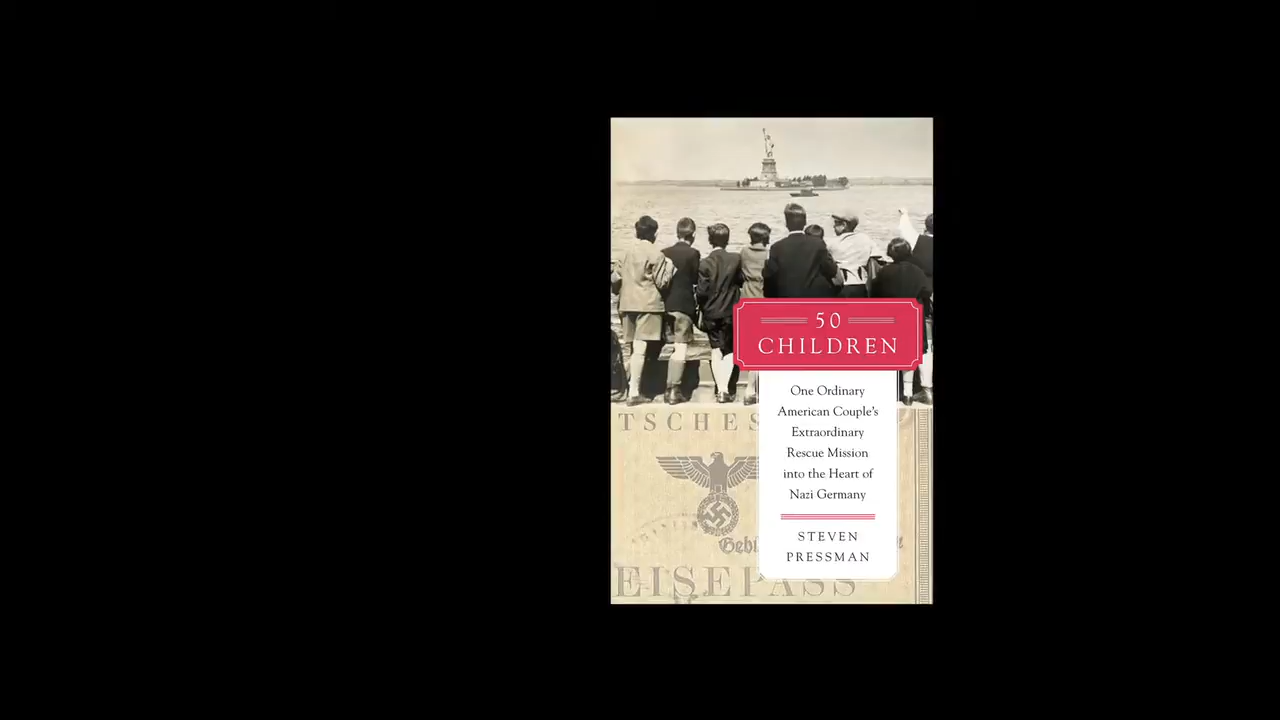 50
CHILDREN
One Ordinary
American Couple's
Extraordinary
Rescue Mission
into the Heart of
Nazi Germany
STEVEN
PRESSMAN
TSCHES
EISEPASS